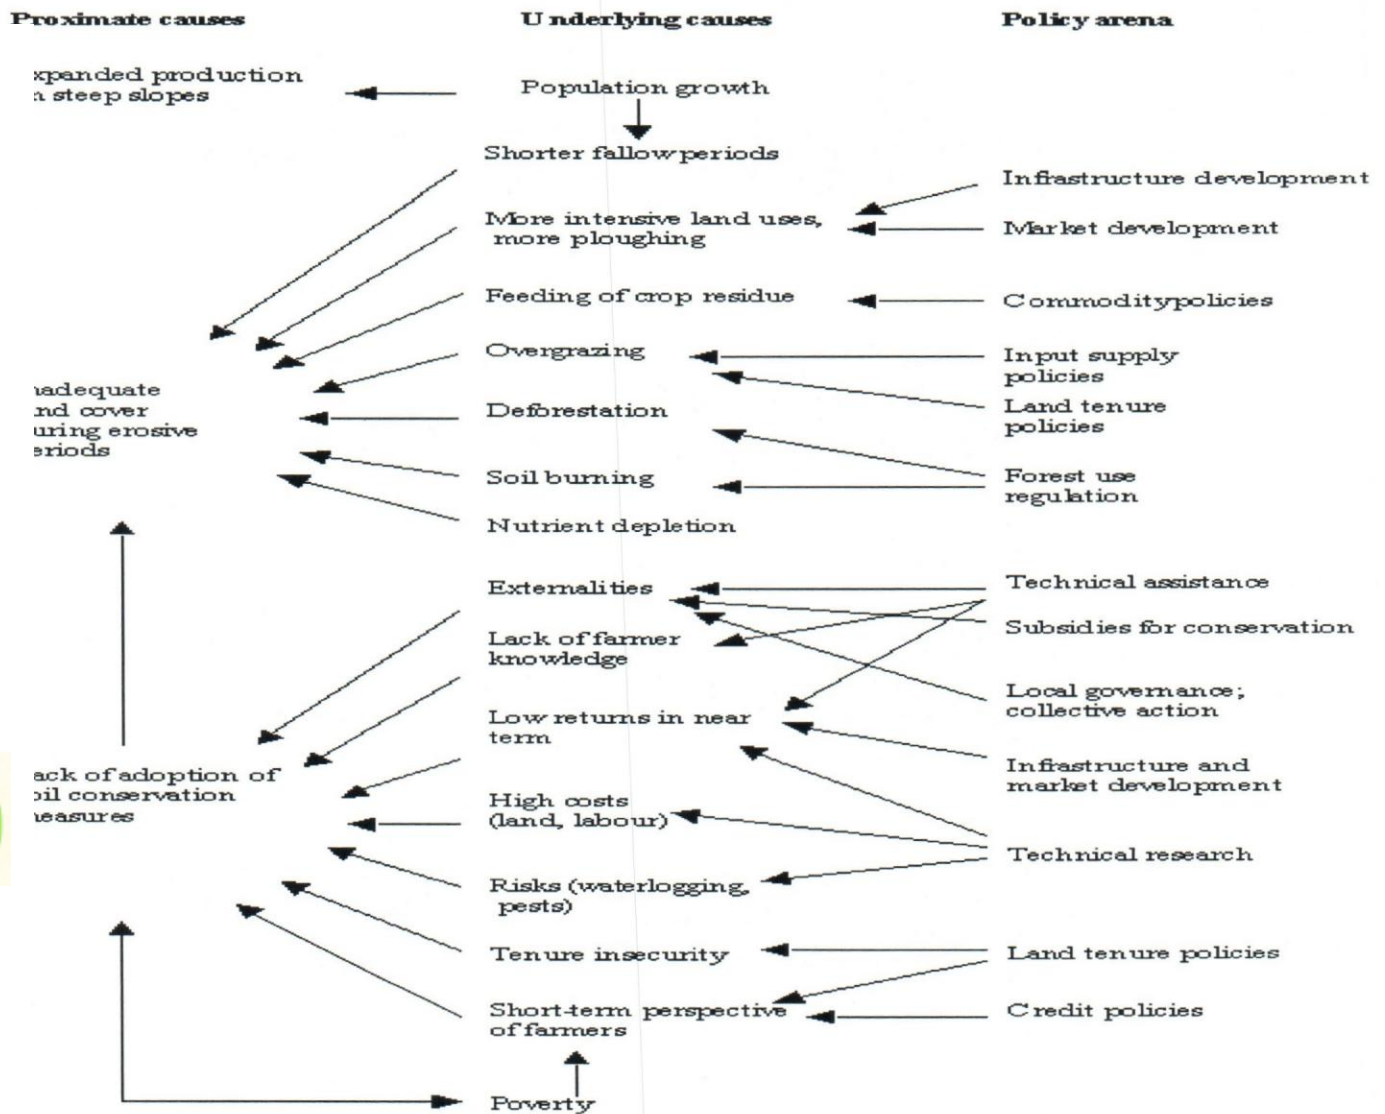 Proximate causes
Underlying causes
Policy arena
xpanded production
n steep slopes
Population growth
Shorter fallow periods
More intensive land uses,
more ploughing
Feeding of crop residue
Overgrazing
Deforestation
Soil burning
Nutrient depletion
nadequate
nd cover
uring erosive
eriods
Externalities
Lack of farmer
knowledge
Low returns in near
term
High costs
(land, labour)
Risks (waterlogging,
pests)
Tenure insecurity
Short-term perspective
of farmers
Poverty
ack of adoption of
oil conservation
neasures
Infrastructure development
Market development
Commodity policies
Input supply
policies
Land tenure
policies
Forest use
regulation
Technical assistance
Subsidies for conservation
Local governance;
collective action
Infrastructure and
market development
Technical research
Land tenure policies
Credit policies